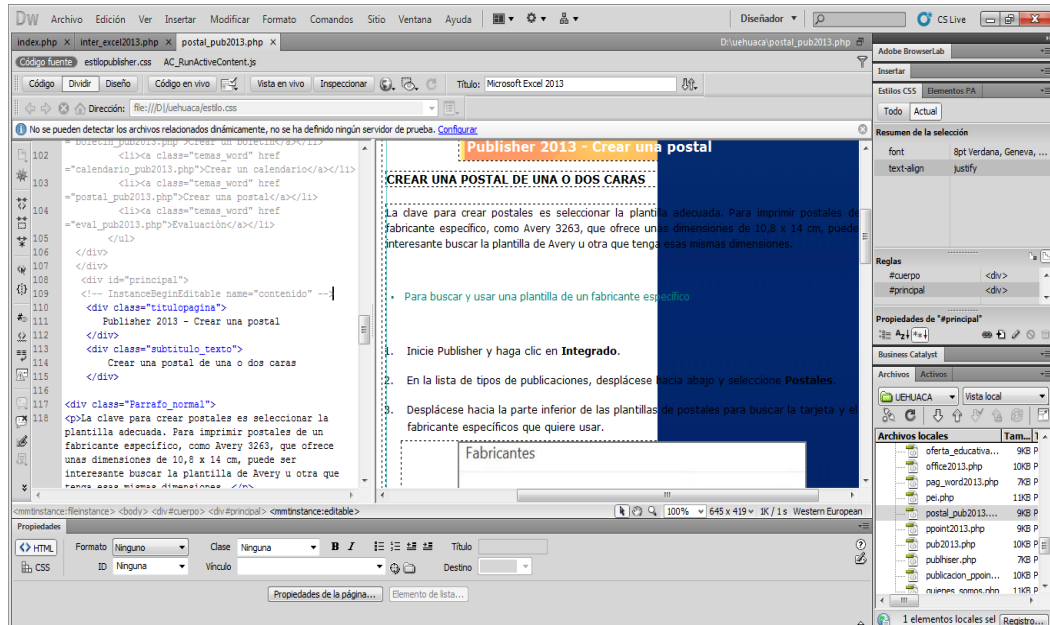 DW Archivo Edición Ver Insertar Modificar Formato Comandos Sitio Ventana Ayuda Diseñador CS Live
index.php × inter_excel2013.php × postal_pub2013.php × D:\uehuaca\postal_pub2013.php
Código fuente estilopublisher.css AC_RunActiveContent.js
Código Dividir Diseño Código en vivo Vista en vivo Inspeccionar Título: Microsoft Excel 2013
Dirección: file:///D|/uehuaca/estilo.css
No se pueden detectar los archivos relacionados dinámicamente, no se ha definido ningún servidor de prueba. Configurar
="boletin_pub2013.php">Crear un boletín</a></li>
102 <li><a class="temas_word" href
="calendario_pub2013.php">Crear un calendario</a></li>
103 <li><a class="temas_word" href
="postal_pub2013.php">Crear una postal</a></li>
104 <li><a class="temas_word" href
="eval_pub2013.php">Evaluación</a></li>
105 </ul>
106 </div>
107 </div>
108 <div id="principal">
109 <!-- InstanceBeginEditable name="contenido" -->
110 <div class="titulopagina">
111 Publisher 2013 - Crear una postal
112 </div>
113 <div class="subtitulo_texto">
114 Crear una postal de una o dos caras
115 </div>
116
117 <div class="Parrafo_normal">
118 <p>La clave para crear postales es seleccionar la
plantilla adecuada. Para imprimir postales de un
fabricante específico, como Avery 3263, que ofrece
unas dimensiones de 10,8 x 14 cm, puede ser
interesante buscar la plantilla de Avery u otra que
tenga esas mismas dimensiones. </p>
Publisher 2013 - Crear una postal
CREAR UNA POSTAL DE UNA O DOS CARAS
La clave para crear postales es seleccionar la plantilla adecuada. Para imprimir postales de
fabricante específico, como Avery 3263, que ofrece unas dimensiones de 10,8 x 14 cm, puede
interesante buscar la plantilla de Avery u otra que tenga esas mismas dimensiones.
• Para buscar y usar una plantilla de un fabricante específico
1. Inicie Publisher y haga clic en Integrado.
2. En la lista de tipos de publicaciones, desplácese hacia abajo y seleccione Postales.
3. Desplácese hacia la parte inferior de las plantillas de postales para buscar la tarjeta y el
fabricante específicos que quiere usar.
Fabricantes
<mmtinstance:fileinstance> <body> <div#cuerpo> <div#principal> <mmtinstance:editable> 100% 645 x 419 1K / 1 s Western European
Propiedades
<> HTML Formato Ninguno Clase Ninguna B I Título
CSS ID Ninguna Vínculo Destino
Propiedades de la página... Elemento de lista...
Adobe BrowserLab
Insertar
Estilos CSS Elementos PA
Todo Actual
Resumen de la selección
font 8pt Verdana, Geneva, ...
text-align justify
Reglas
#cuerpo <div>
#principal <div>
Propiedades de "#principal"
Business Catalyst
Archivos Activos
UEHUACA Vista local
Archivos locales Tam... T
oferta_educativa... 9KB P
office2013.php 10KB P
pag_word2013.php 7KB P
pei.php 11KB P
postal_pub2013.... 9KB P
ppoint2013.php 9KB P
pub2013.php 10KB P
publhiser.php 7KB P
publicacion_ppoin... 10KB P
quienes_somos.php 11KB P
1 elementos locales sel Registro...